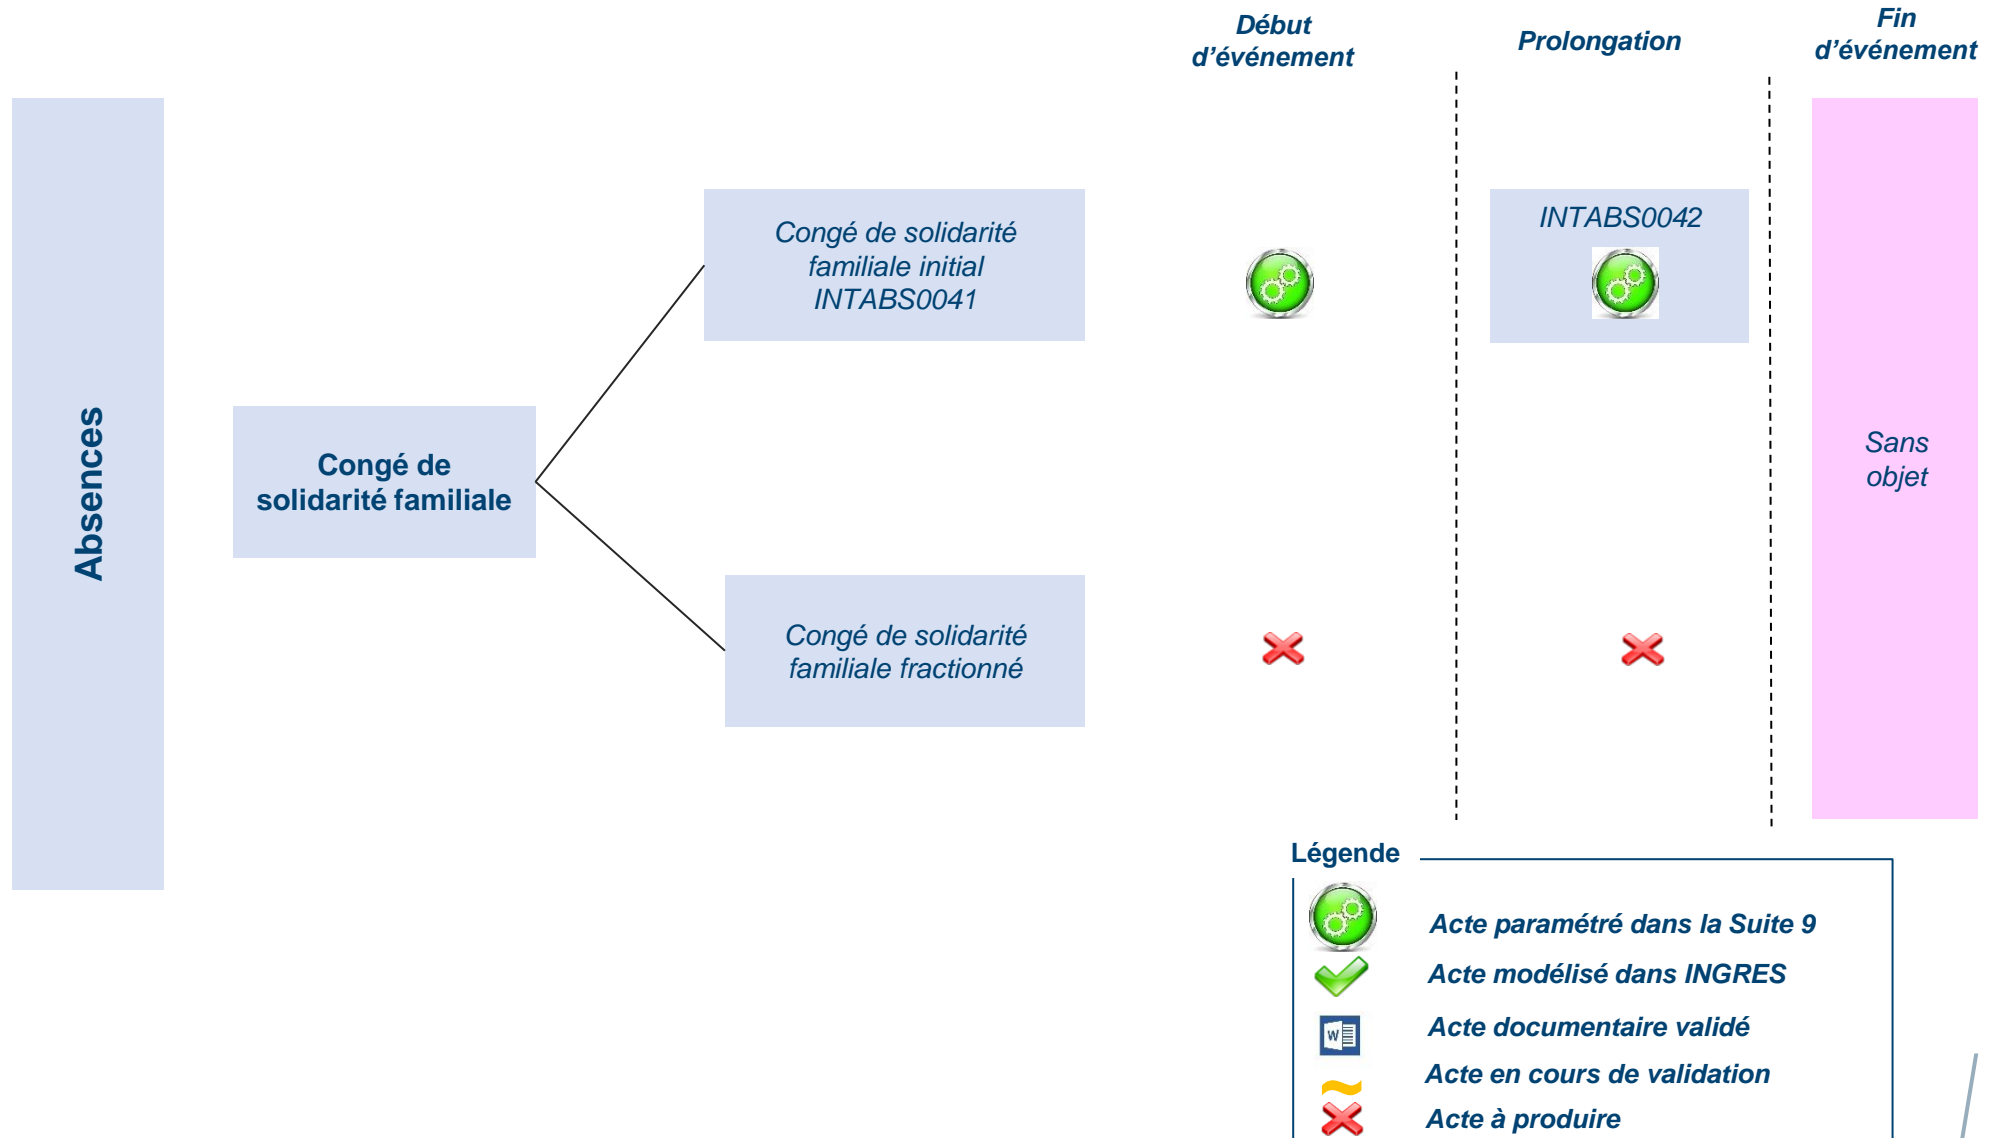 Début
d’événement
Prolongation
Fin
d’événement
Absences
Congé de
solidarité familiale
Congé de solidarité
familiale initial
INTABS0041
INTABS0042
Congé de solidarité
familiale fractionné
Sans
objet
Légende
Acte paramétré dans la Suite 9
Acte modélisé dans INGRES
W
Acte documentaire validé
Acte en cours de validation
Acte à produire